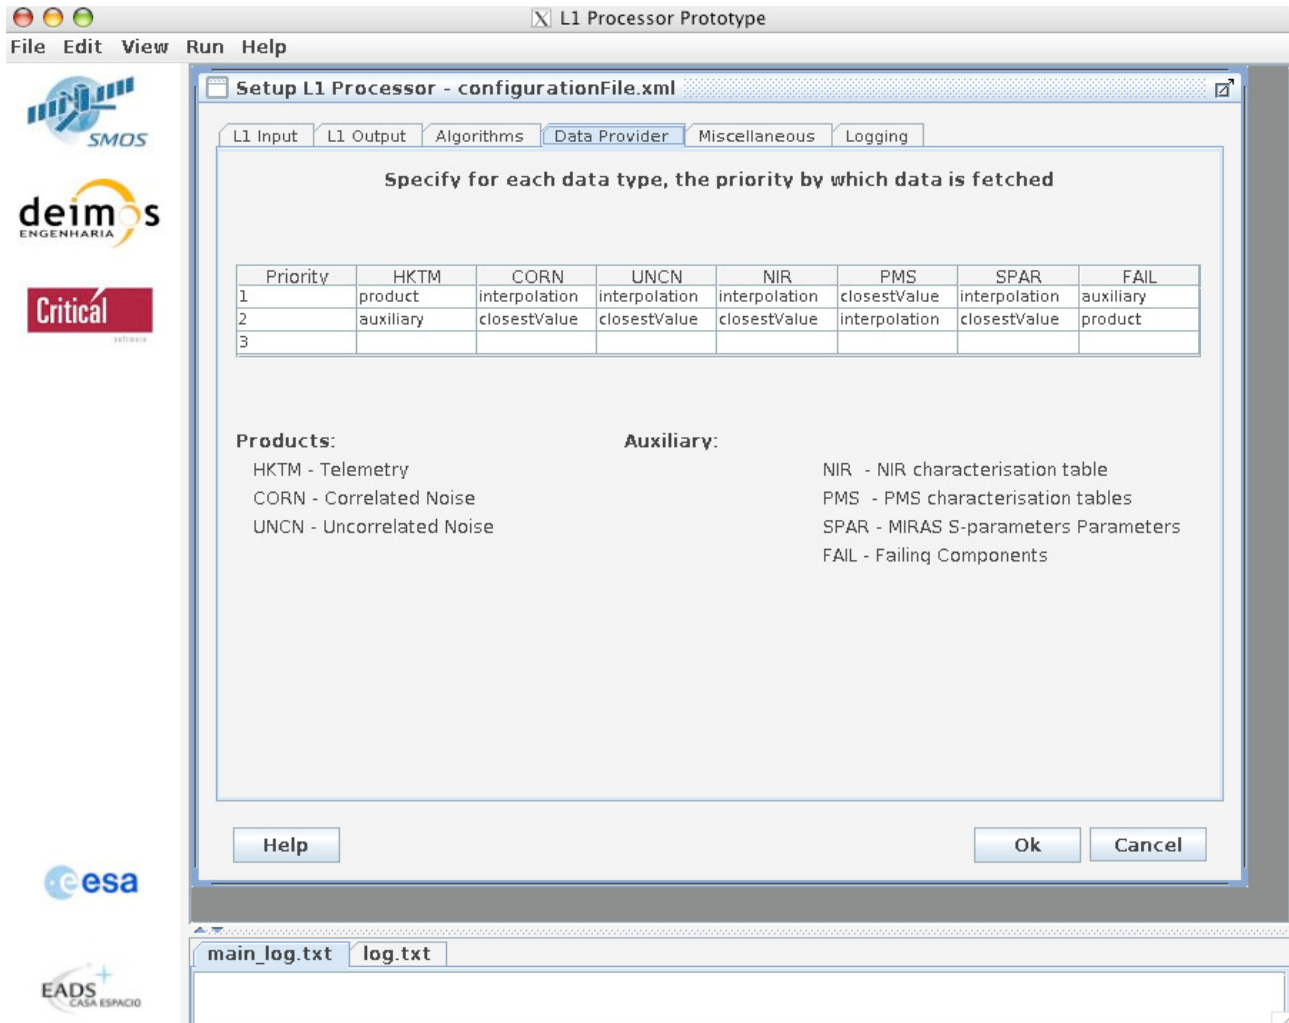 L1 Processor Prototype
File Edit View Run Help
SMOS
deimos
ENGENHARIA
Critical
software
esa
EADS
CASA ESPACIO
Setup L1 Processor - configurationFile.xml
L1 Input L1 Output Algorithms Data Provider Miscellaneous Logging
Specify for each data type, the priority by which data is fetched
Priority HKTM CORN UNCN NIR PMS SPAR FAIL
1 product interpolation interpolation interpolation closestValue interpolation auxiliary
2 auxiliary closestValue closestValue closestValue interpolation closestValue product
3
Products: Auxiliary:
HKTM - Telemetry NIR - NIR characterisation table
CORN - Correlated Noise PMS - PMS characterisation tables
UNCN - Uncorrelated Noise SPAR - MIRAS S-parameters Parameters
FAIL - Failing Components
Help Ok Cancel
main_log.txt log.txt